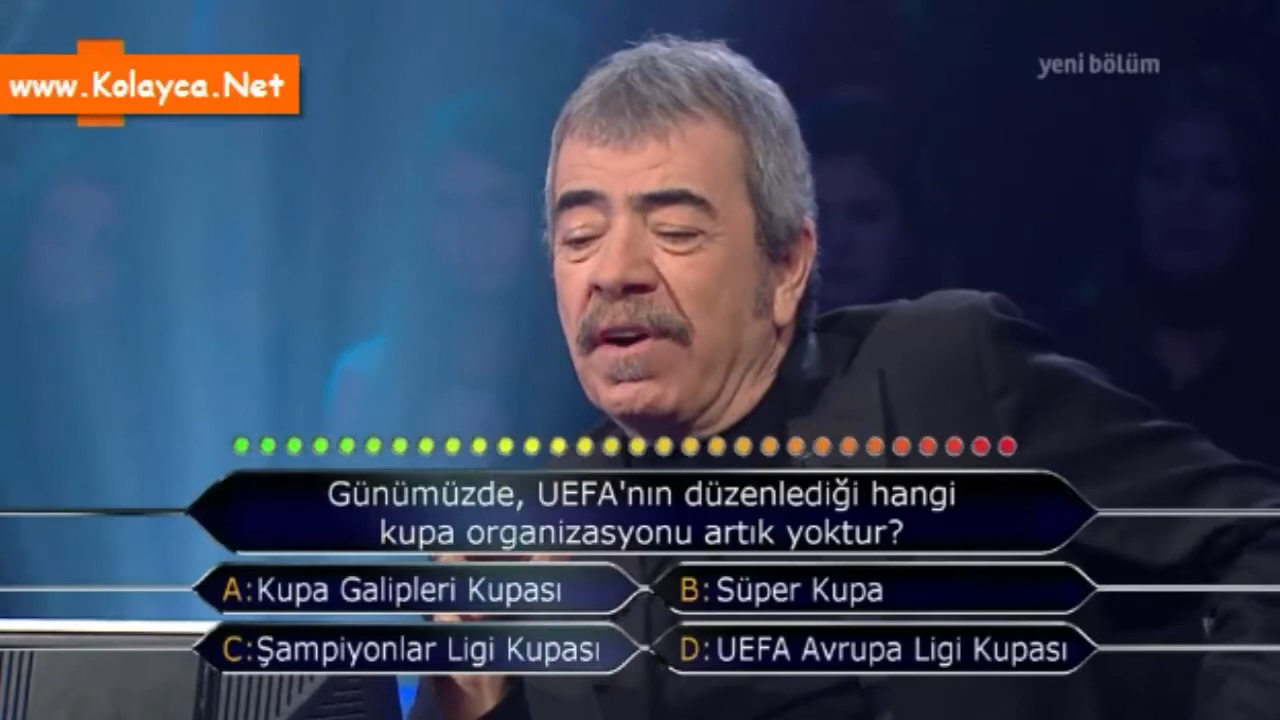 www.Kolayca.Net
yeni bölüm
Günümüzde, UEFA'nın düzenlediği hangi
kupa organizasyonu artık yoktur?
A:Kupa Galipleri Kupası
B:Süper Kupa
C:Şampiyonlar Ligi Kupası
D:UEFA Avrupa Ligi Kupası